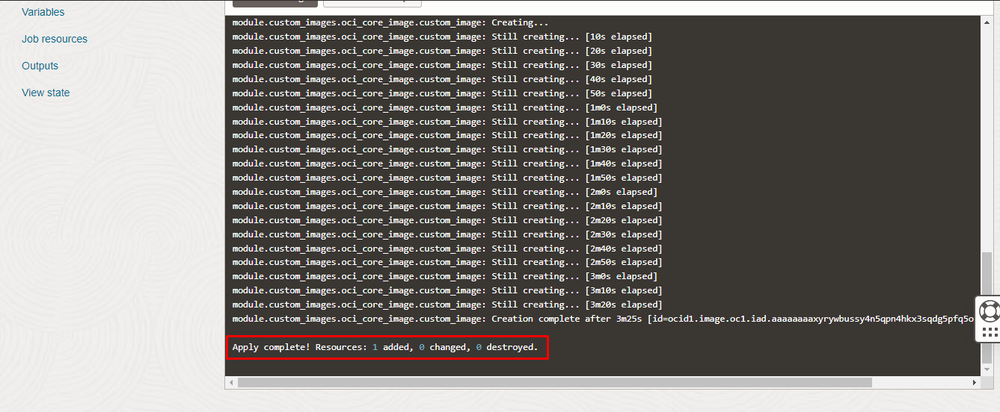 Variables
Job resources
Outputs
View state
module.custom_images.oci_core_image.custom_image: Creating...
module.custom_images.oci_core_image.custom_image: Still creating... [10s elapsed]
module.custom_images.oci_core_image.custom_image: Still creating... [20s elapsed]
module.custom_images.oci_core_image.custom_image: Still creating... [30s elapsed]
module.custom_images.oci_core_image.custom_image: Still creating... [40s elapsed]
module.custom_images.oci_core_image.custom_image: Still creating... [50s elapsed]
module.custom_images.oci_core_image.custom_image: Still creating... [1m0s elapsed]
module.custom_images.oci_core_image.custom_image: Still creating... [1m10s elapsed]
module.custom_images.oci_core_image.custom_image: Still creating... [1m20s elapsed]
module.custom_images.oci_core_image.custom_image: Still creating... [1m30s elapsed]
module.custom_images.oci_core_image.custom_image: Still creating... [1m40s elapsed]
module.custom_images.oci_core_image.custom_image: Still creating... [1m50s elapsed]
module.custom_images.oci_core_image.custom_image: Still creating... [2m0s elapsed]
module.custom_images.oci_core_image.custom_image: Still creating... [2m10s elapsed]
module.custom_images.oci_core_image.custom_image: Still creating... [2m20s elapsed]
module.custom_images.oci_core_image.custom_image: Still creating... [2m30s elapsed]
module.custom_images.oci_core_image.custom_image: Still creating... [2m40s elapsed]
module.custom_images.oci_core_image.custom_image: Still creating... [2m50s elapsed]
module.custom_images.oci_core_image.custom_image: Still creating... [3m0s elapsed]
module.custom_images.oci_core_image.custom_image: Still creating... [3m10s elapsed]
module.custom_images.oci_core_image.custom_image: Still creating... [3m20s elapsed]
module.custom_images.oci_core_image.custom_image: Creation complete after 3m25s [id=ocid1.image.oc1.iad.aaaaaaaaxyrywbussy4n5qpn4hkx3sqdg5pfq5o
Apply complete! Resources: 1 added, 0 changed, 0 destroyed.